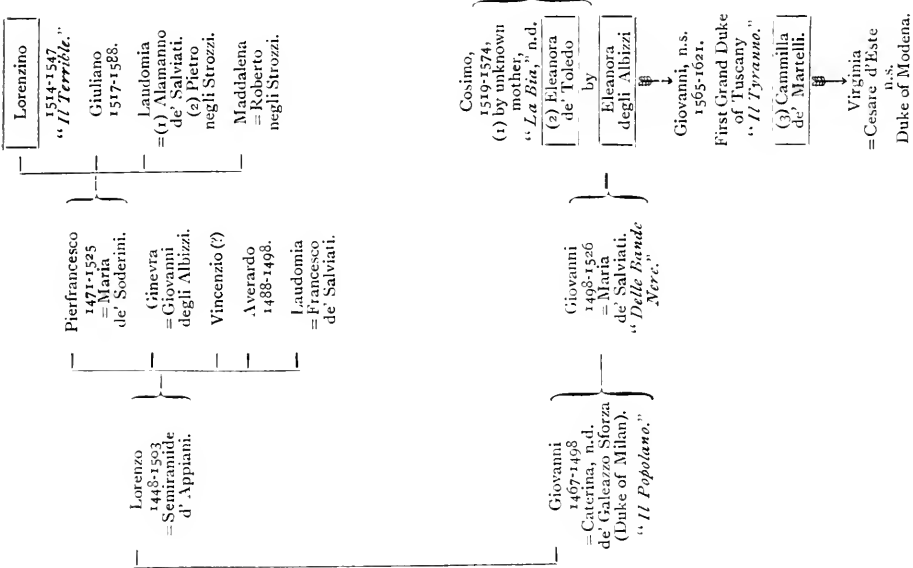 Lorenzo
1448-1503
=Semiramide
d'Appiani.
Giovanni
1467-1498
=Caterina, n.d.
de' Galeazzo Sforza
(Duke of Milan).
"Il Popolano."
Pierfrancesco
1471-1525
=Maria
de' Soderini.
Ginevra
=Giovanni
degli Albizzi.
Vincenzio (?)
Averardo
1488-1498.
Laudomia
=Francesco
de' Salviati.
Giovanni
1498-1526
=Maria
de' Salviati.
"Delle Bande
Nere."
Lorenzino
1514-1547
"Il Terribile."
Giuliano
1517-1588.
Laudomia
=(1) Alamanno
de' Salviati.
(2) Pietro
negli Strozzi.
Maddalena
=Roberto
negli Strozzi.
Cosimo,
1519-1574,
(1) by unknown
mother,
"La Bia," n.d.
(2) Eleanora
de' Toledo
by
Eleanora
degli Albizzi
Giovanni, n.s.
1565-1621.
First Grand Duke
of Tuscany
"Il Tyranno."
(3) Cammilla
de' Martelli.
Virginia
=Cesare d'Este
n.s.
Duke of Modena.